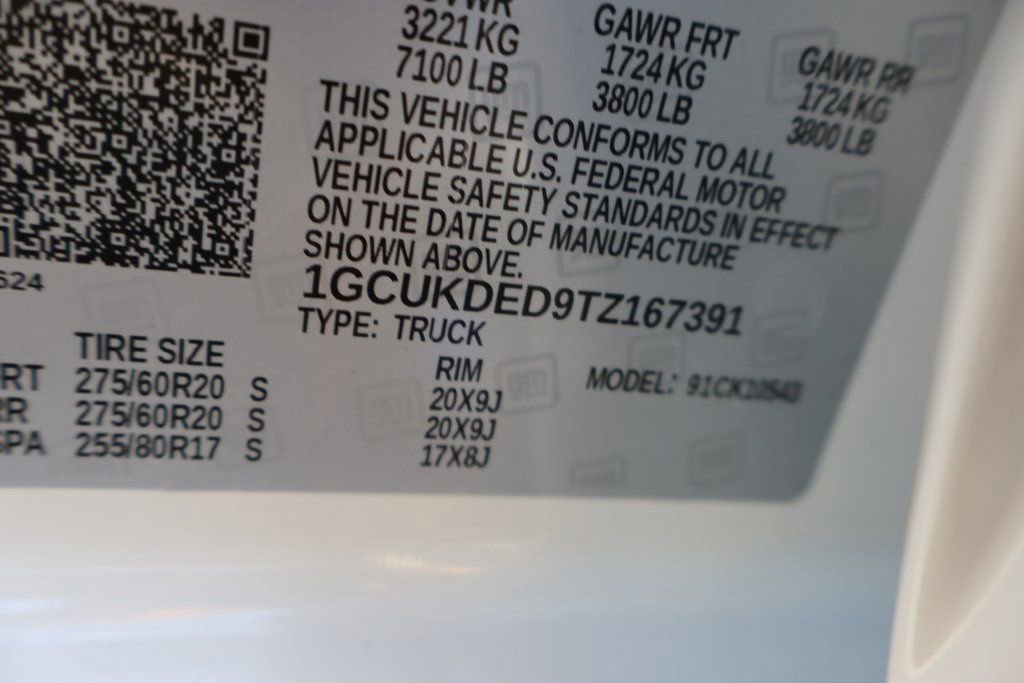 3221 KG
7100 LB
GAWR FRT
1724 KG
3800 LB
GAWR RR
1724 KG
3800 LB
THIS VEHICLE CONFORMS TO ALL
APPLICABLE U.S. FEDERAL MOTOR
VEHICLE SAFETY STANDARDS IN EFFECT
ON THE DATE OF MANUFACTURE
SHOWN ABOVE.
1GCUKDED9TZ167391
TYPE: TRUCK
TIRE SIZE RIM MODEL:
275/60R20 S 20X9J
275/60R20 S 20X9J
255/80R17 S 17X8J
gm